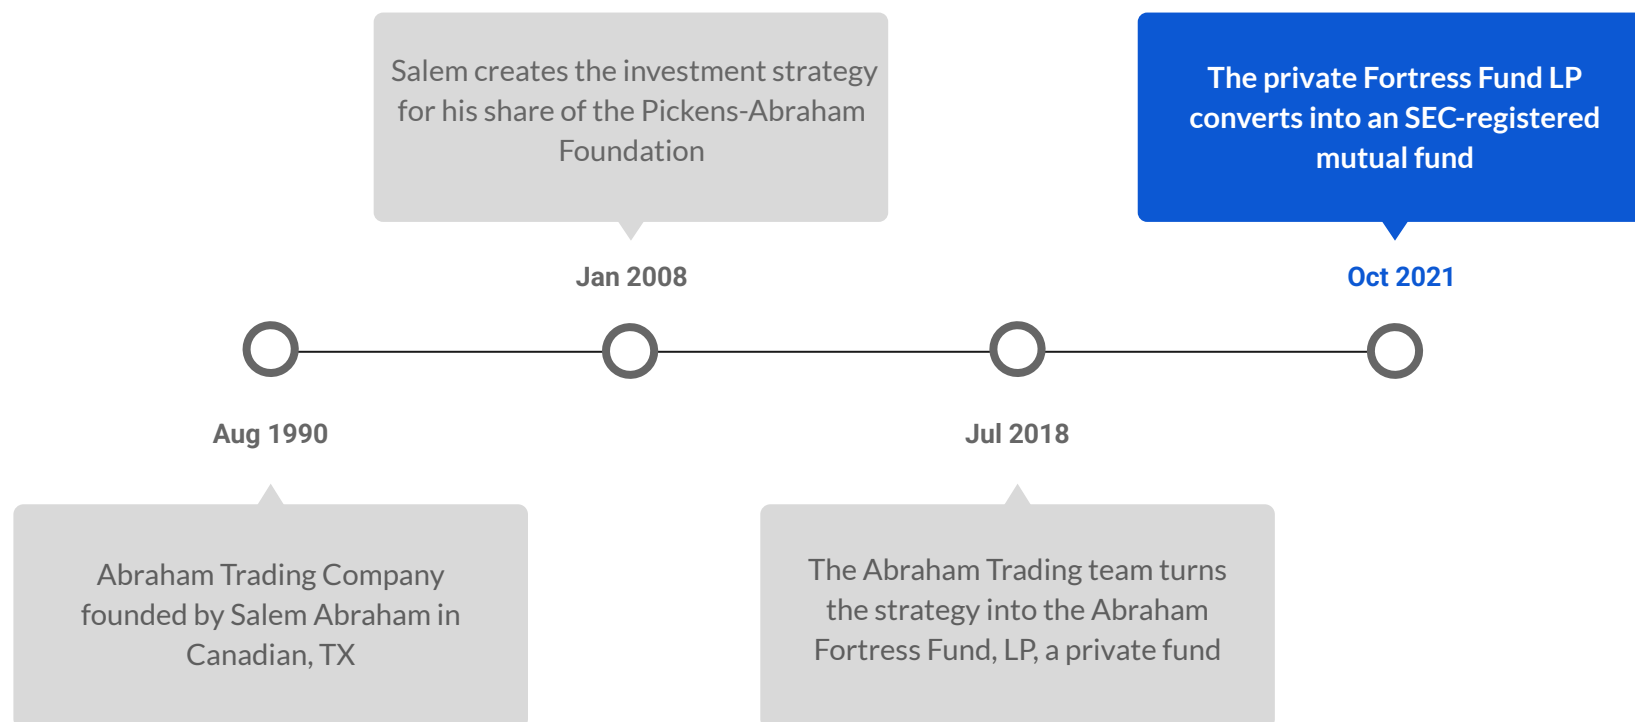 Salem creates the investment strategy
for his share of the Pickens-Abraham
Foundation
The private Fortress Fund LP
converts into an SEC-registered
mutual fund
Jan 2008
Oct 2021
Aug 1990
Jul 2018
Abraham Trading Company
founded by Salem Abraham in
Canadian, TX
The Abraham Trading team turns
the strategy into the Abraham
Fortress Fund, LP, a private fund